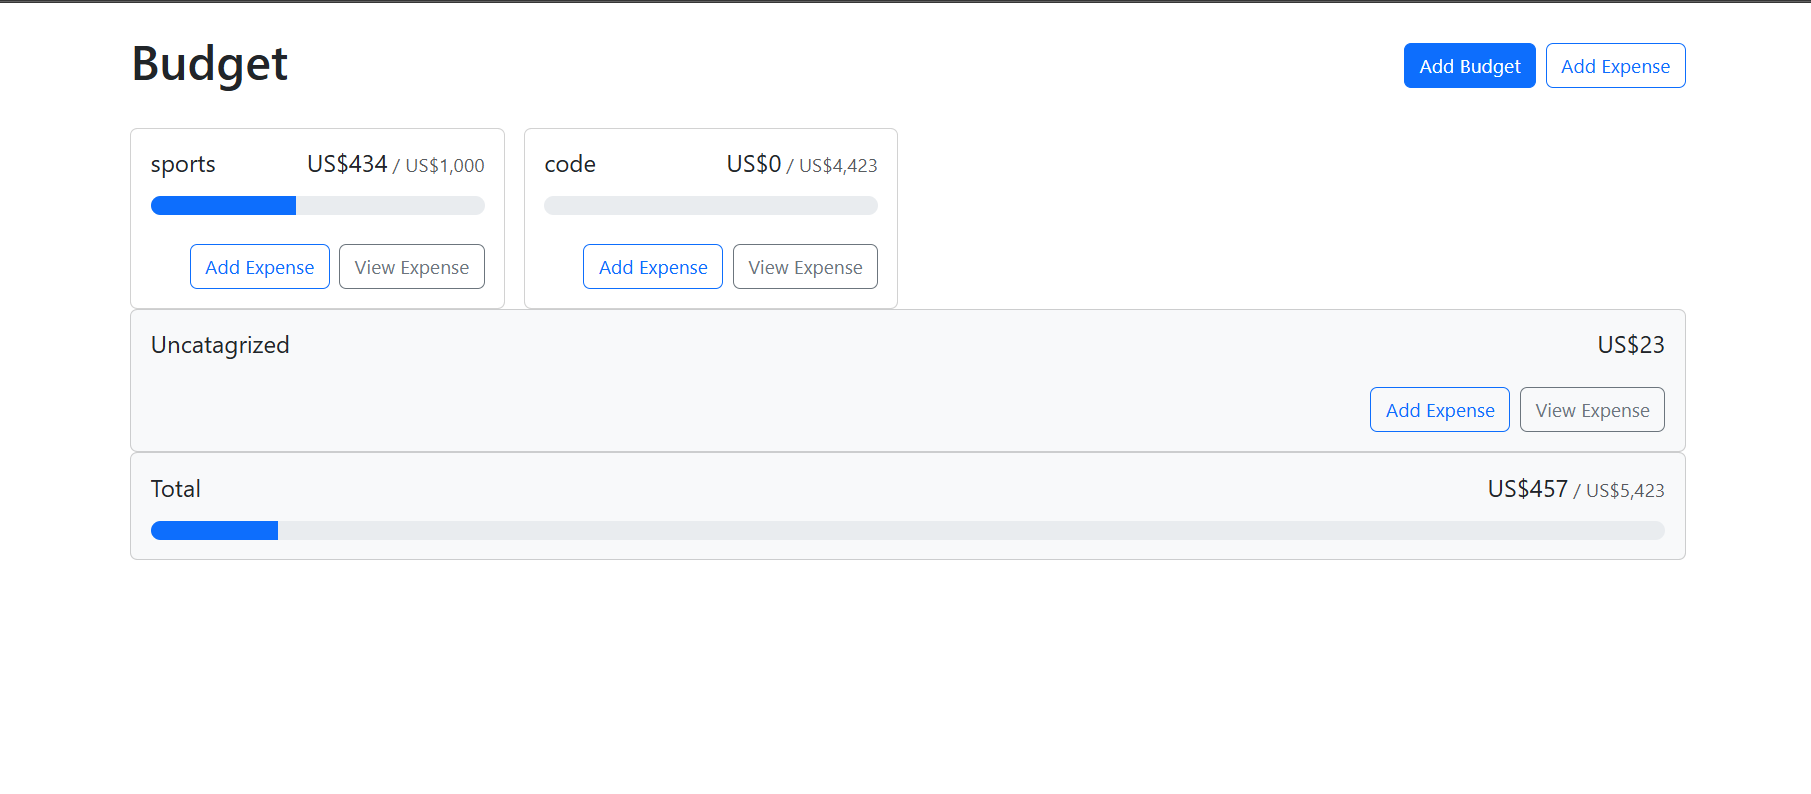 Budget
Add Budget Add Expense
sports US$434 / US$1,000
Add Expense View Expense
code US$0 / US$4,423
Add Expense View Expense
Uncatagrized US$23
Add Expense View Expense
Total US$457 / US$5,423